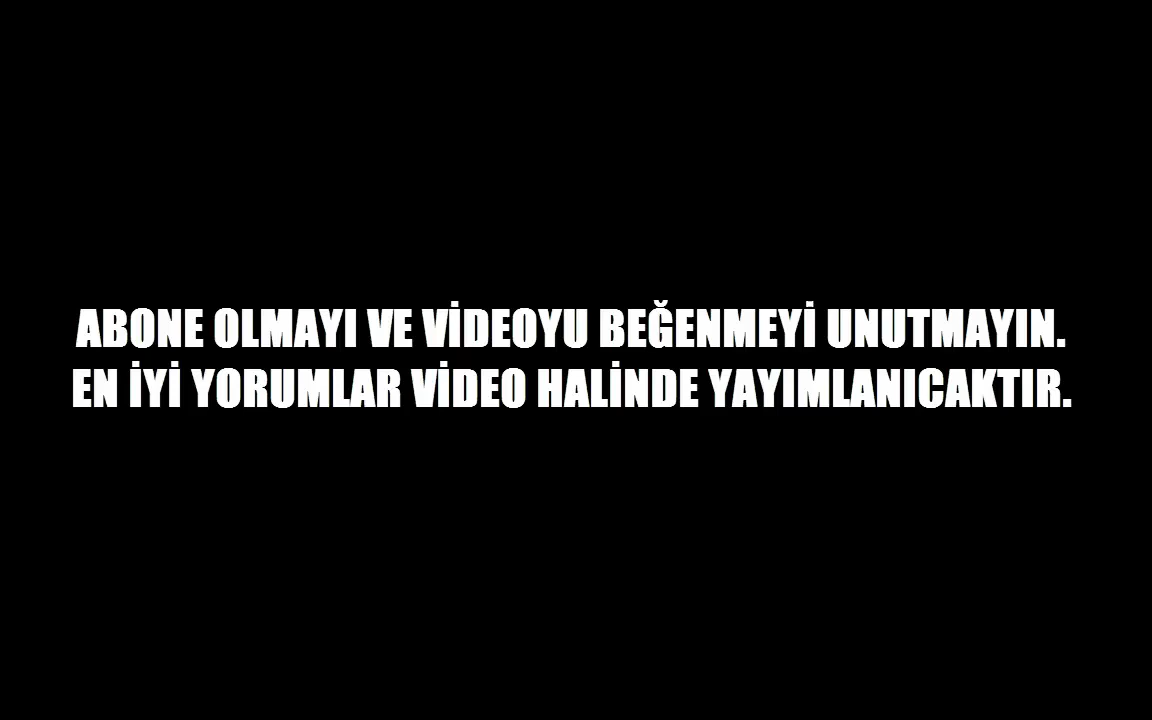 ABONE OLMAYI VE VİDEOYU BEĞENMEYİ UNUTMAYIN.
EN İYİ YORUMLAR VİDEO HALİNDE YAYIMLANICAKTIR.